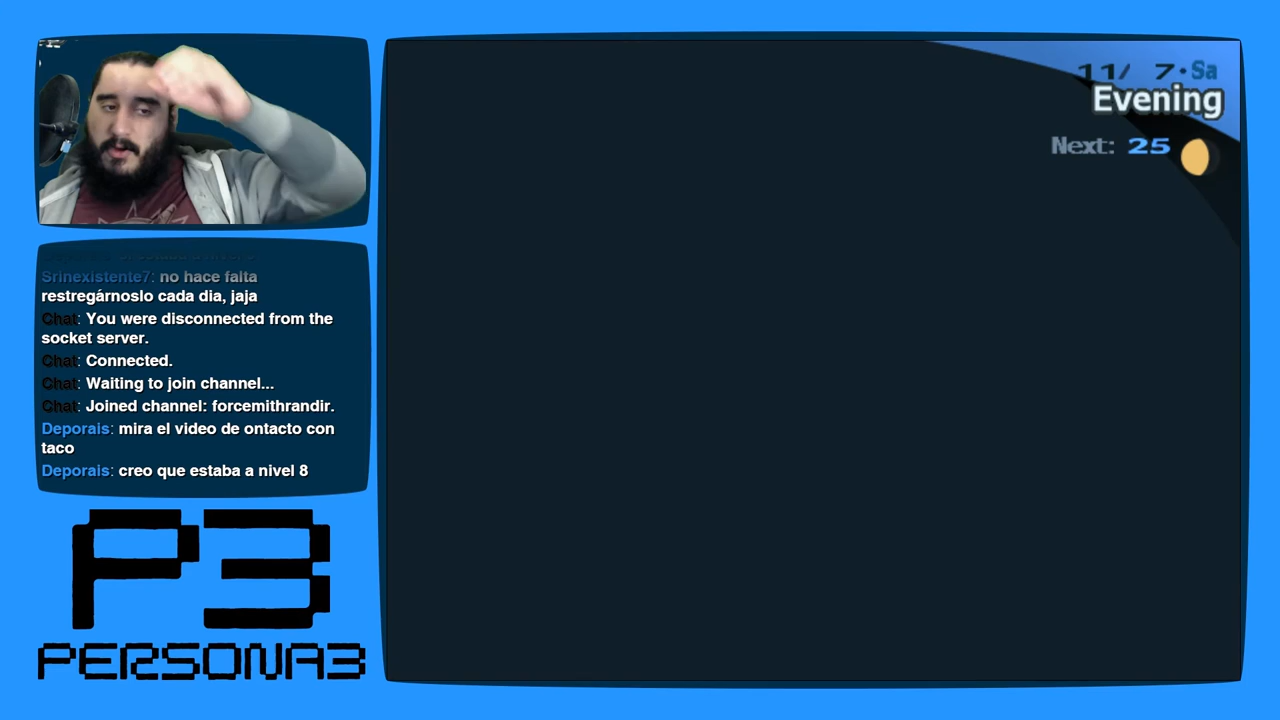 11/ 7•Sa
Evening
Next: 25
Srinexistente7: no hace falta
restregárnoslo cada dia, jaja
Chat: You were disconnected from the
socket server.
Chat: Connected.
Chat: Waiting to join channel...
Chat: Joined channel: forcemithrandir.
Deporais: mira el video de ontacto con
taco
Deporais: creo que estaba a nivel 8
P3
PERSONA3